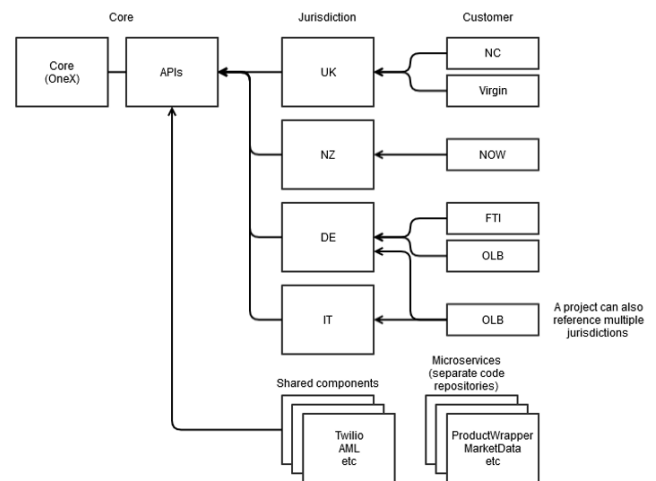 Core
Jurisdiction
Customer
Core
(OneX)
APIs
UK
NC
Virgin
NZ
NOW
DE
FTI
OLB
IT
OLB
A project can also
reference multiple
jurisdictions
Shared components
Microservices
(separate code
repositories)
Twilio
AML
etc
ProductWrapper
MarketData
etc